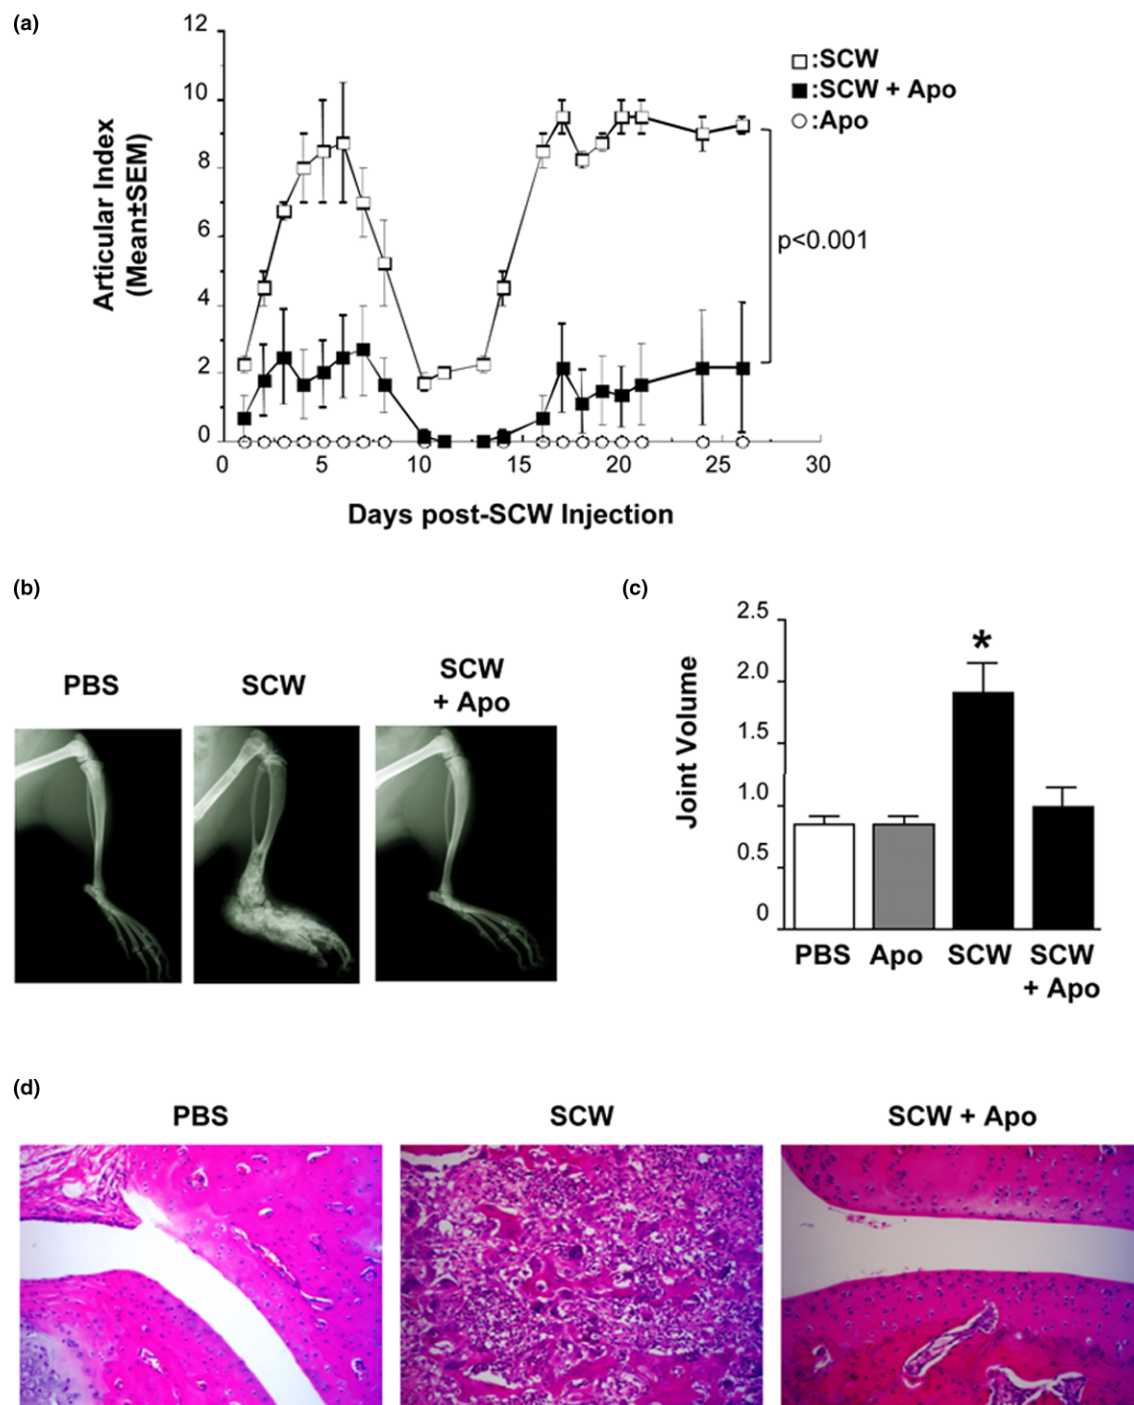 (a)
12
10
8
6
4
2
0
Articular Index
(Mean±SEM)
□:SCW
■:SCW + Apo
○:Apo
p<0.001
0 5 10 15 20 25 30
Days post-SCW Injection
(b)
PBS
SCW
SCW
+ Apo
(c)
2.5
2.0
1.5
1.0
0.5
0
Joint Volume
*
PBS Apo SCW SCW
+ Apo
(d)
PBS SCW SCW + Apo